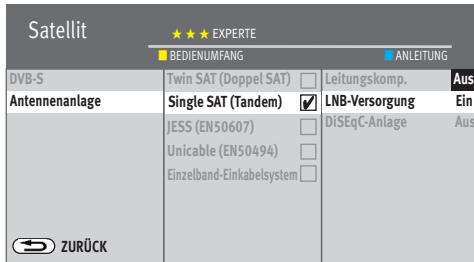 Satellit
★★★ EXPERTE
BEDIENUMFANG ANLEITUNG
DVB-S Twin SAT (Doppel SAT) Leitungskomp. Aus
Antennenanlage Single SAT (Tandem) LNB-Versorgung Ein
JESS (EN50607) DiSEqC-Anlage Aus
Unicable (EN50494)
Einzelband-Einkabelsystem
ZURÜCK